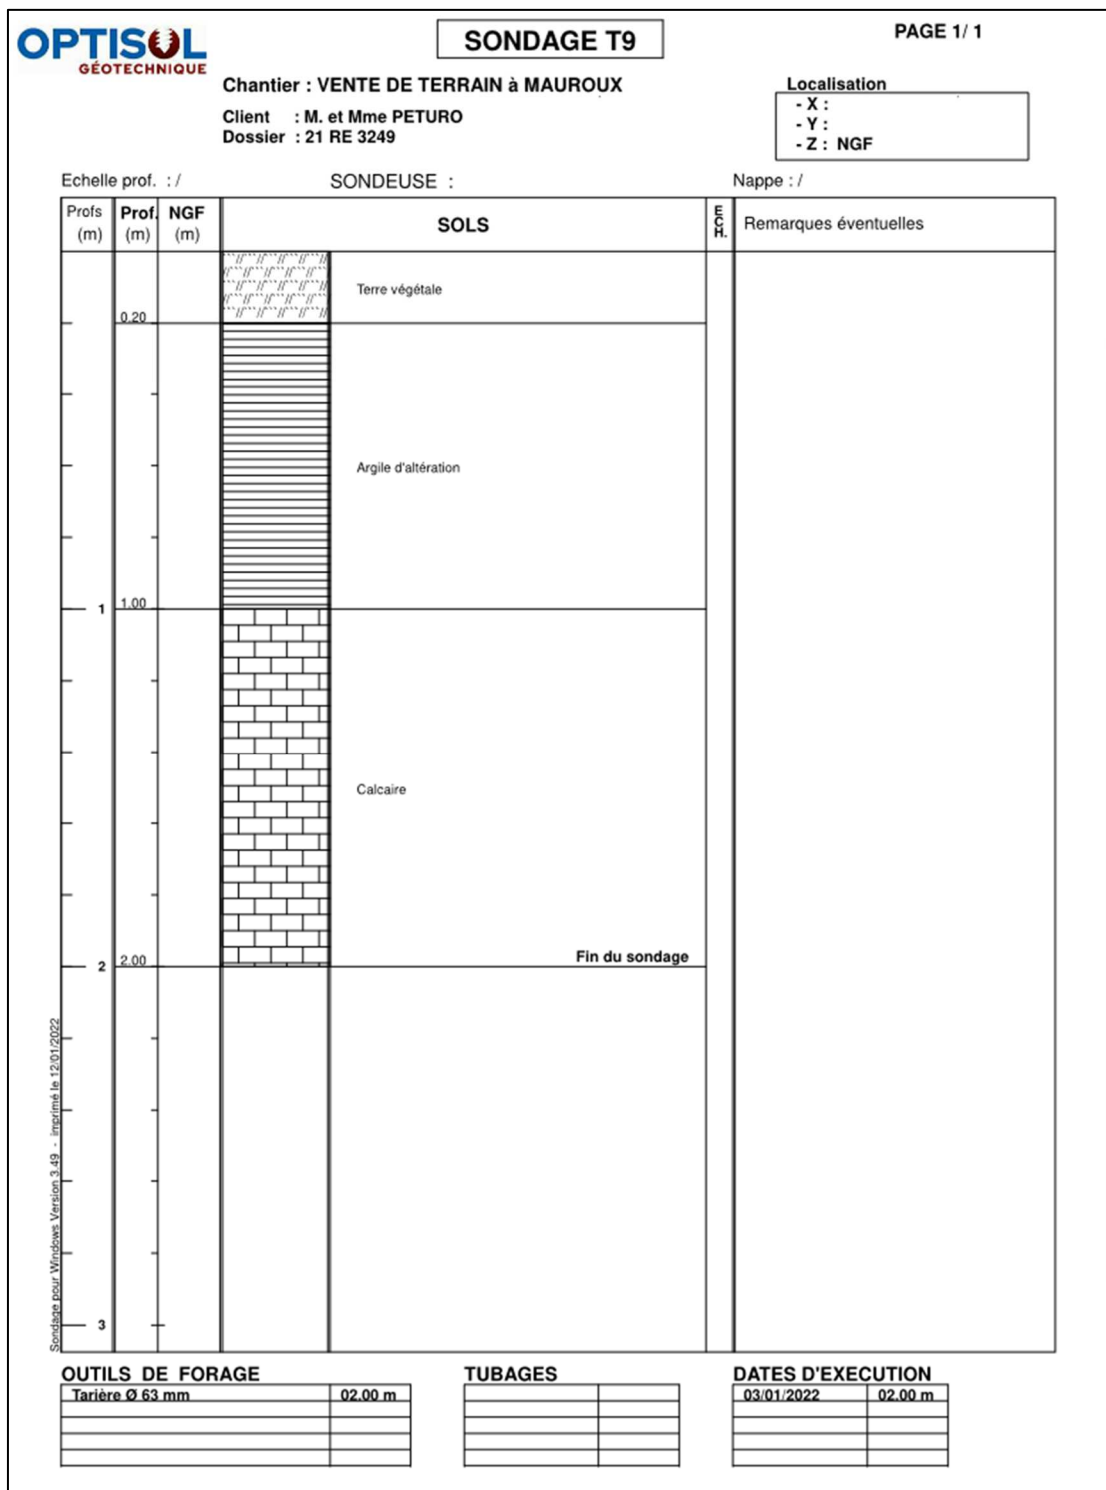 OPTISOL
GÉOTECHNIQUE
SONDAGE T9
PAGE 1/ 1
Chantier : VENTE DE TERRAIN à MAUROUX
Client : M. et Mme PETURO
Dossier : 21 RE 3249
Localisation
- X :
- Y :
- Z : NGF
Echelle prof. : /
SONDEUSE :
Nappe : /
Profs (m)
Prof. (m)
NGF (m)
SOLS
ECH.
Remarques éventuelles
Terre végétale
0.20
Argile d'altération
1 1.00
Calcaire
Fin du sondage
2 2.00
3
Sondage pour Windows Version 3.49 - imprimé le 12/01/2022
OUTILS DE FORAGE
Tarière Ø 63 mm 02.00 m
TUBAGES
DATES D'EXECUTION
03/01/2022 02.00 m